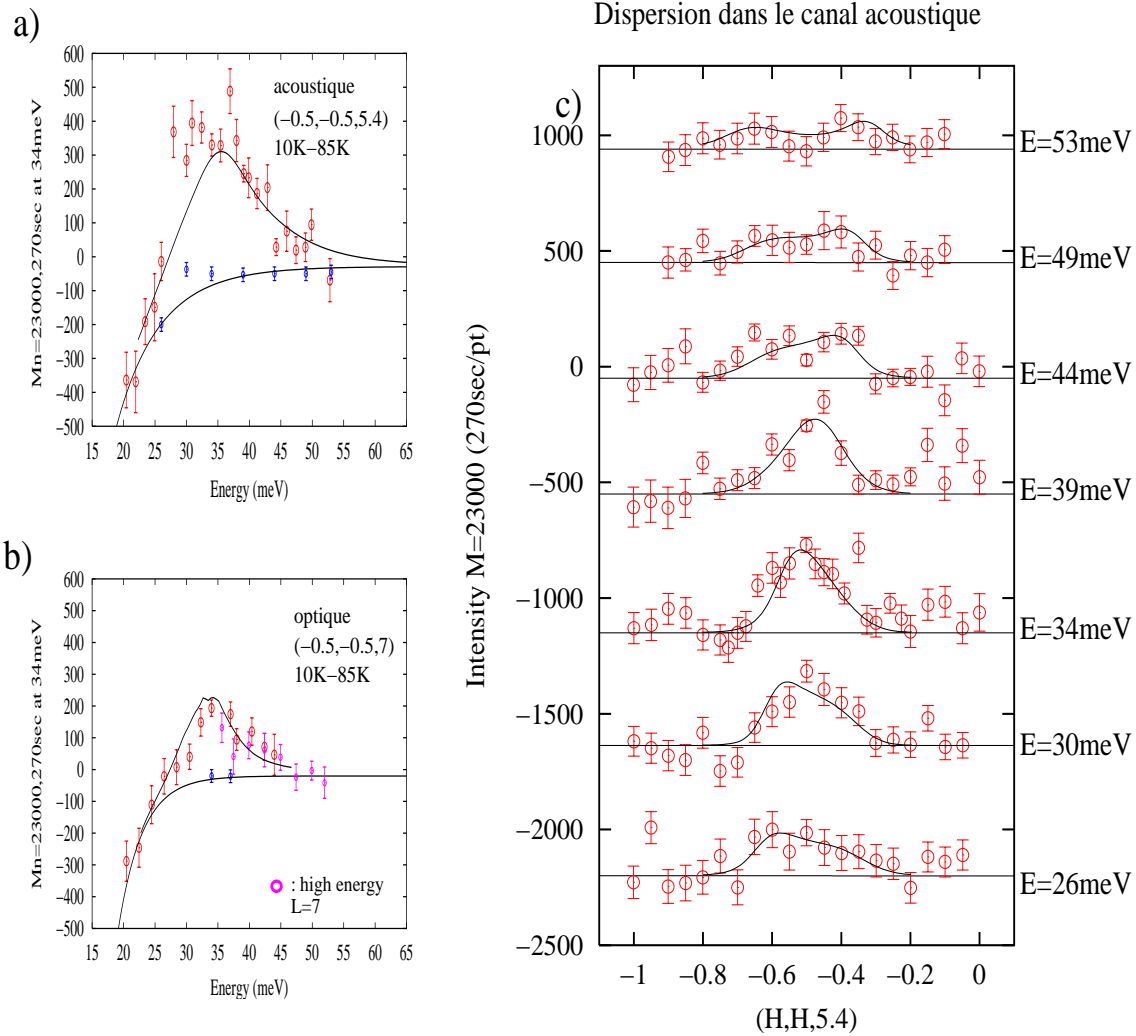 Dispersion dans le canal acoustique
a)
600
500
400
300
200
100
0
−100
−200
−300
−400
−500
15 20 25 30 35 40 45 50 55 60 65
Energy (meV)
Mn=23000,270sec at 34meV
acoustique
(−0.5,−0.5,5.4)
10K−85K
b)
600
500
400
300
200
100
0
−100
−200
−300
−400
−500
15 20 25 30 35 40 45 50 55 60 65
Energy (meV)
Mn=23000,270sec at 34meV
optique
(−0.5,−0.5,7)
10K−85K
: high energy
L=7
c)
1000
500
0
−500
−1000
−1500
−2000
−2500
−1 −0.8 −0.6 −0.4 −0.2 0
(H,H,5.4)
Intensity M=23000 (270sec/pt)
E=53meV
E=49meV
E=44meV
E=39meV
E=34meV
E=30meV
E=26meV